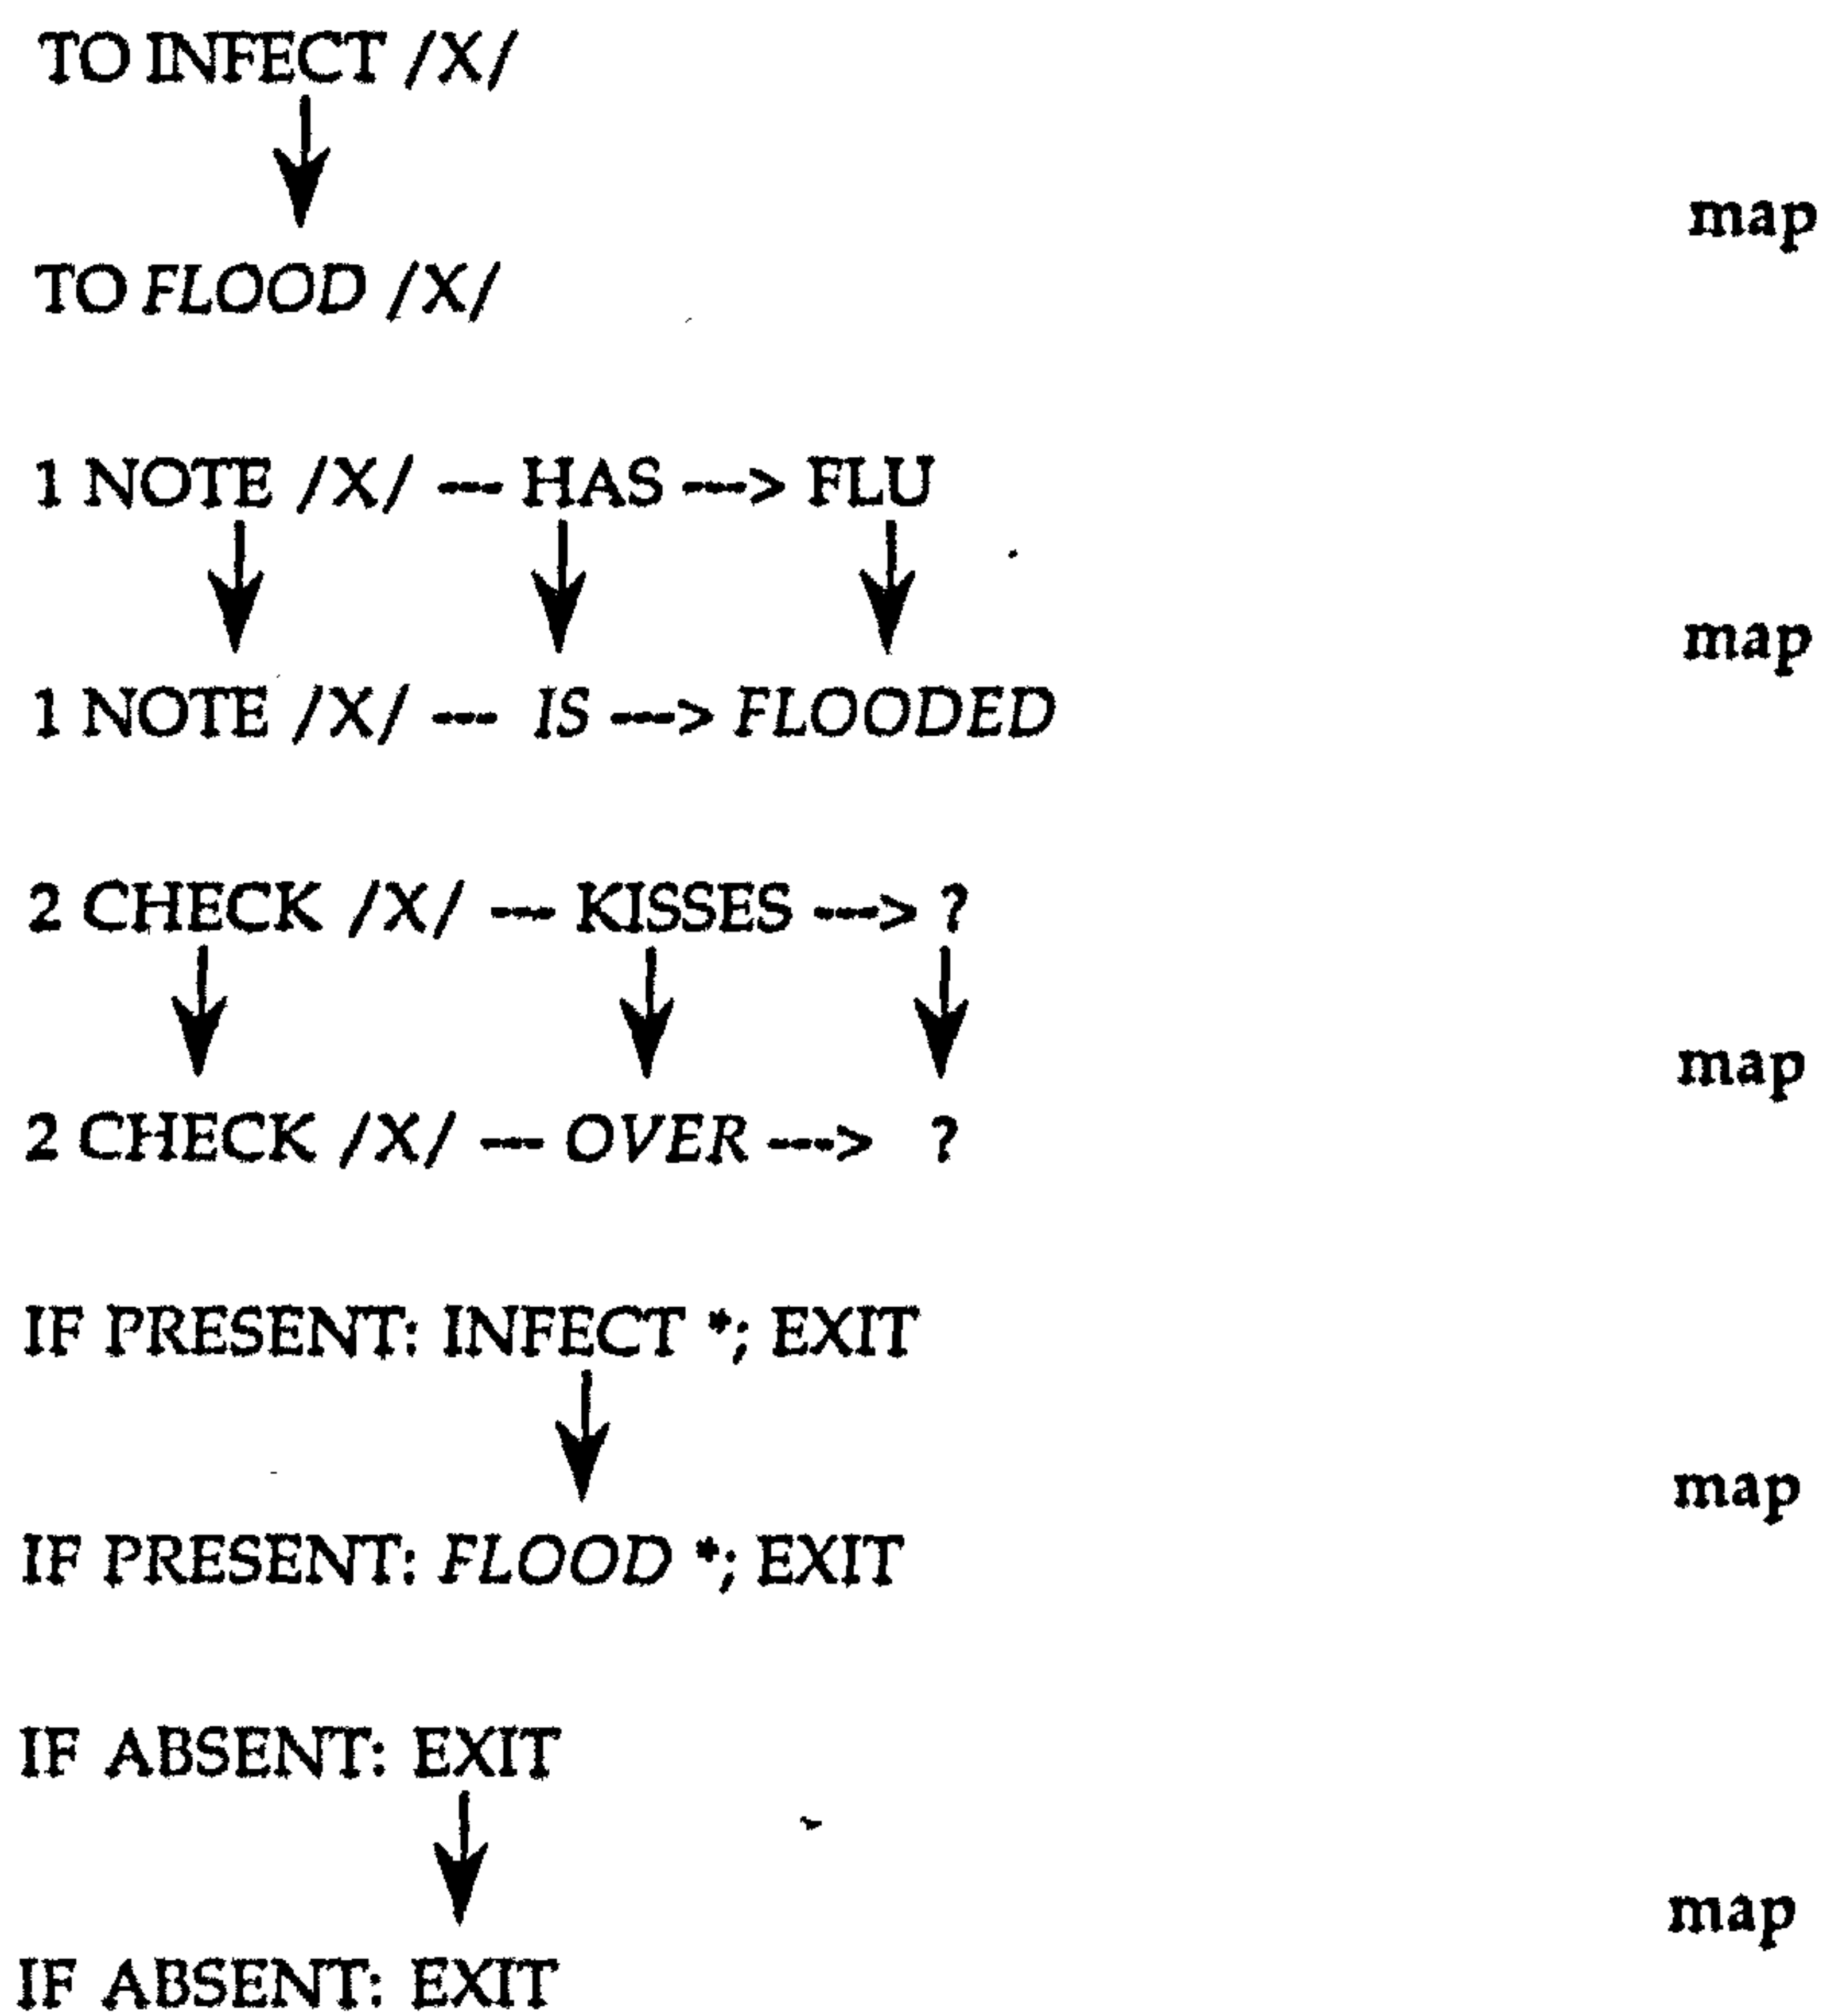 TO INFECT /X/
map
TO FLOOD /X/
1 NOTE /X/ --- HAS ---> FLU
map
1 NOTE /X/ --- IS ---> FLOODED
2 CHECK /X/ --- KISSES ---> ?
map
2 CHECK /X/ --- OVER ---> ?
IF PRESENT: INFECT *; EXIT
map
IF PRESENT: FLOOD *; EXIT
IF ABSENT: EXIT
map
IF ABSENT: EXIT